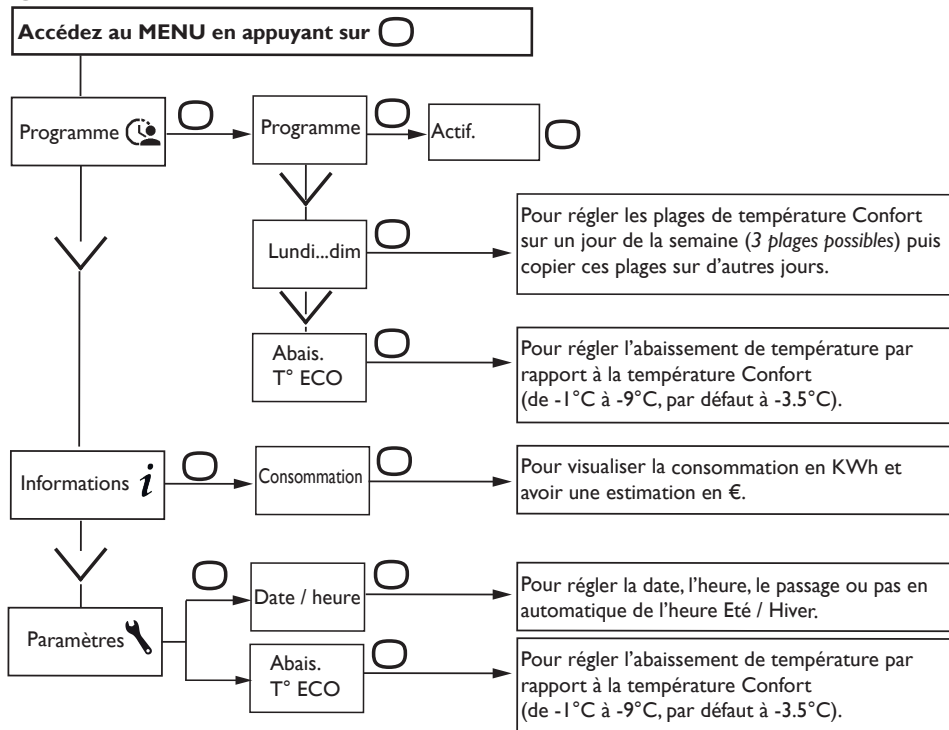 Accédez au MENU en appuyant sur
Programme
Programme
Actif.
Lundi...dim
Pour régler les plages de température Confort
sur un jour de la semaine (3 plages possibles) puis
copier ces plages sur d'autres jours.
Abais.
T° ECO
Pour régler l'abaissement de température par
rapport à la température Confort
(de -1°C à -9°C, par défaut à -3.5°C).
Informations i
Consommation
Pour visualiser la consommation en KWh et
avoir une estimation en €.
Paramètres
Date / heure
Pour régler la date, l'heure, le passage ou pas en
automatique de l'heure Eté / Hiver.
Abais.
T° ECO
Pour régler l'abaissement de température par
rapport à la température Confort
(de -1°C à -9°C, par défaut à -3.5°C).